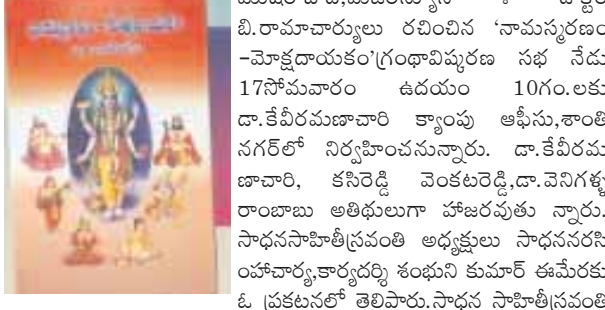 బి.రామాచార్యులు రచించిన 'నామస్మరణం
-మోక్షదాయకం'గ్రంథావిష్కరణ సభ నేడు
17సోమవారం ఉదయం 10గం.లకు
డా.కేవీరమణాచారి క్యాంపు ఆఫీసు,శాంతి
నగర్‌లో నిర్వహించనున్నారు. డా.కేవీరమ
ణాచారి, కసిరెడ్డి వెంకటరెడ్డి,డా.వెనిగళ్ళ
రాంబాబు అతిథులుగా హాజరవుతు న్నారు.
సాధనసాహితీస్రవంతి అధ్యక్షులు సాధననరసి
ంహాచార్య,కార్యదర్శి శంభుని కుమార్ ఈమేరకు
ఓ ప్రకటనలో తెలిపారు.సాధన సాహితీస్రవంతి